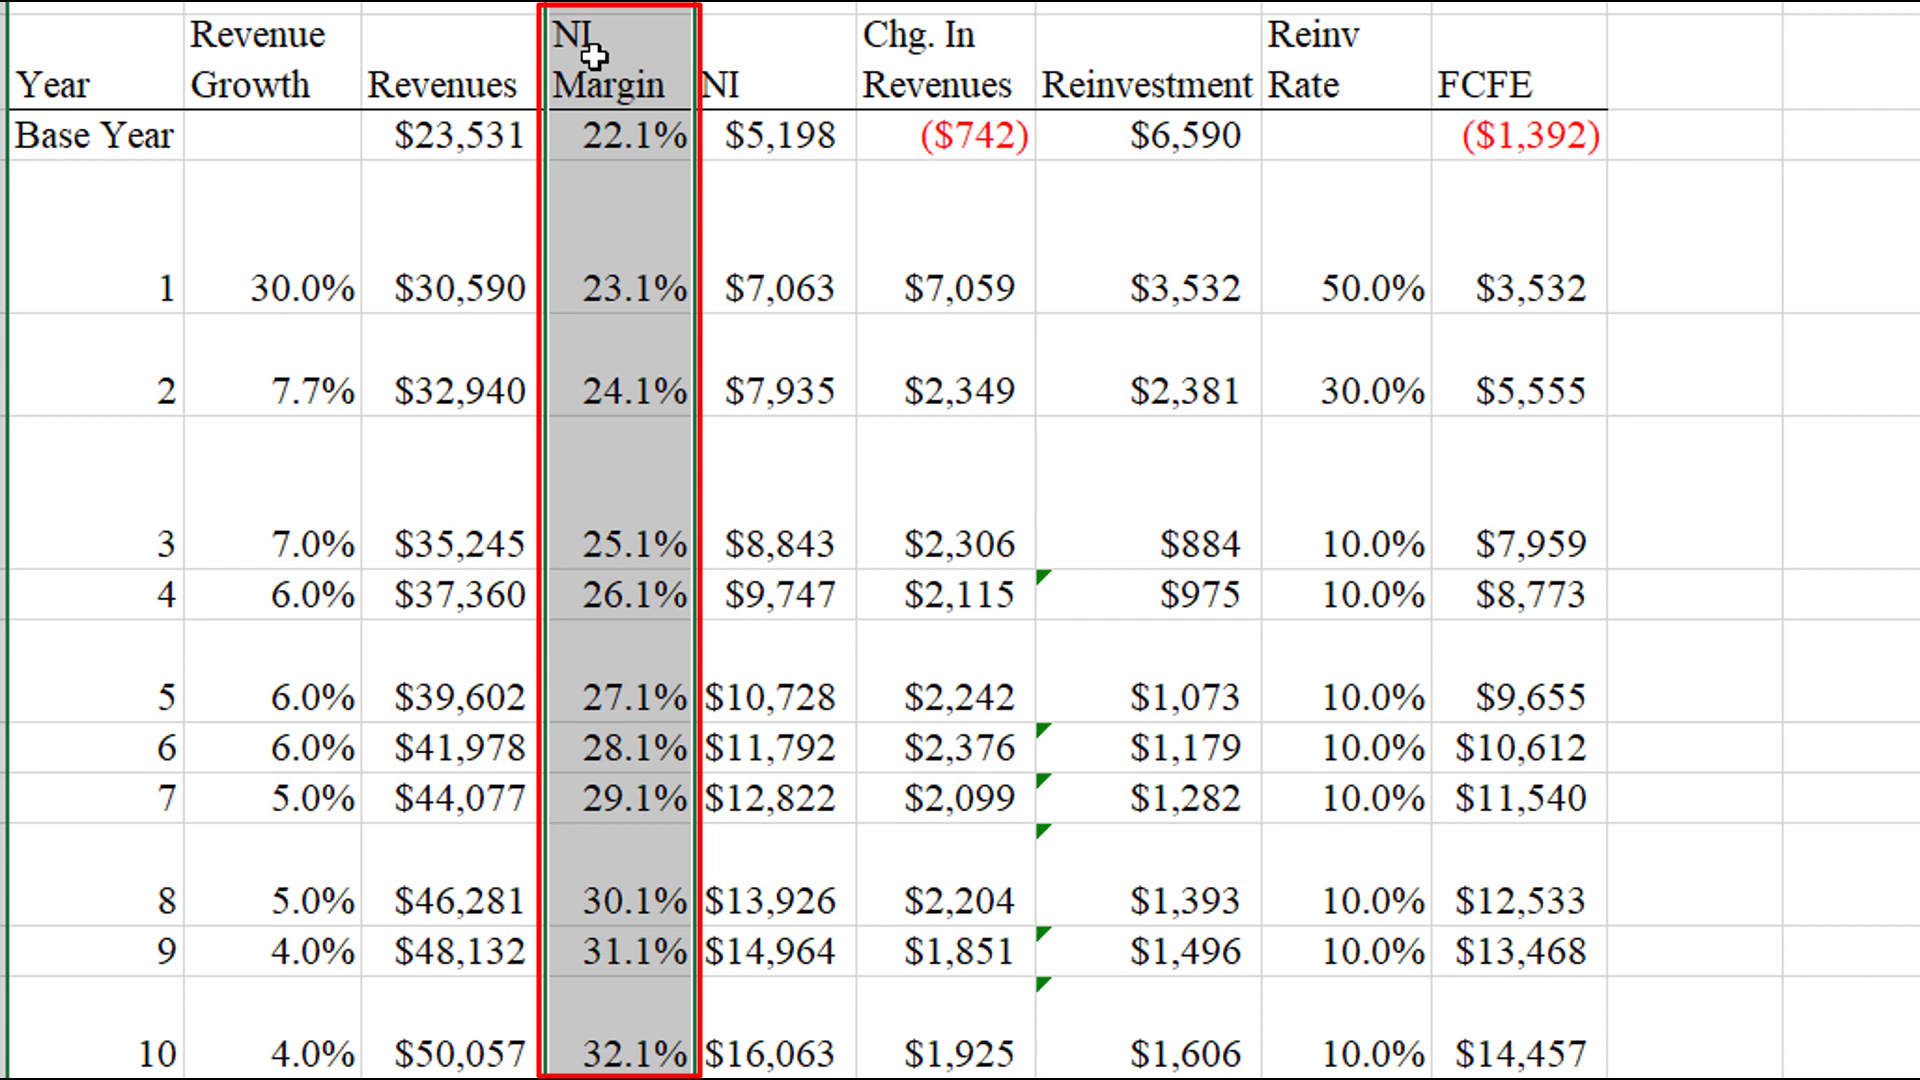 Year Revenue Growth Revenues NI Margin NI Chg. In Revenues Reinvestment Reinv Rate FCFE
Base Year $23,531 22.1% $5,198 ($742) $6,590 ($1,392)
1 30.0% $30,590 23.1% $7,063 $7,059 $3,532 50.0% $3,532
2 7.7% $32,940 24.1% $7,935 $2,349 $2,381 30.0% $5,555
3 7.0% $35,245 25.1% $8,843 $2,306 $884 10.0% $7,959
4 6.0% $37,360 26.1% $9,747 $2,115 $975 10.0% $8,773
5 6.0% $39,602 27.1% $10,728 $2,242 $1,073 10.0% $9,655
6 6.0% $41,978 28.1% $11,792 $2,376 $1,179 10.0% $10,612
7 5.0% $44,077 29.1% $12,822 $2,099 $1,282 10.0% $11,540
8 5.0% $46,281 30.1% $13,926 $2,204 $1,393 10.0% $12,533
9 4.0% $48,132 31.1% $14,964 $1,851 $1,496 10.0% $13,468
10 4.0% $50,057 32.1% $16,063 $1,925 $1,606 10.0% $14,457